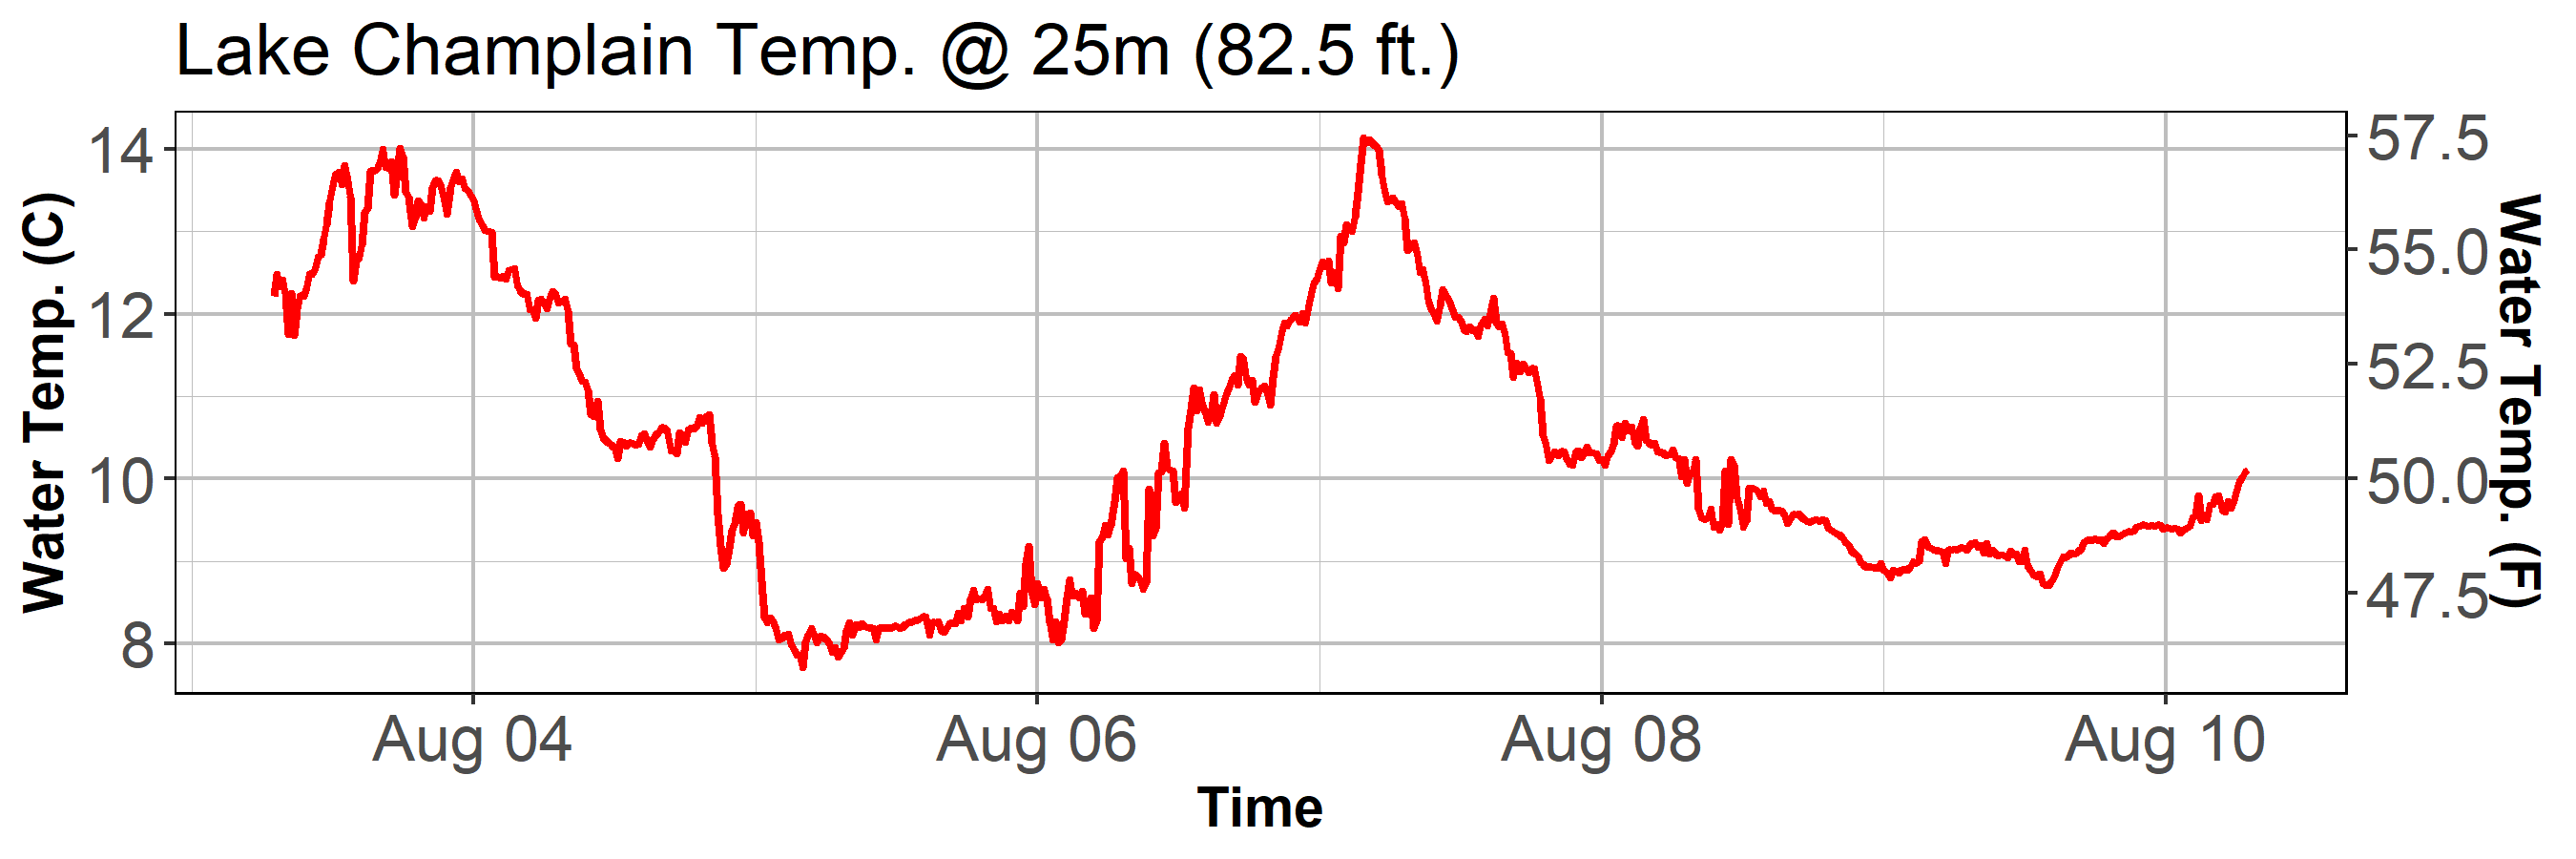 Lake Champlain Temp. @ 25m (82.5 ft.)
Water Temp. (C)
14
12
10
8
57.5
55.0
52.5
50.0
47.5
Water Temp. (F)
Aug 04 Aug 06 Aug 08 Aug 10
Time